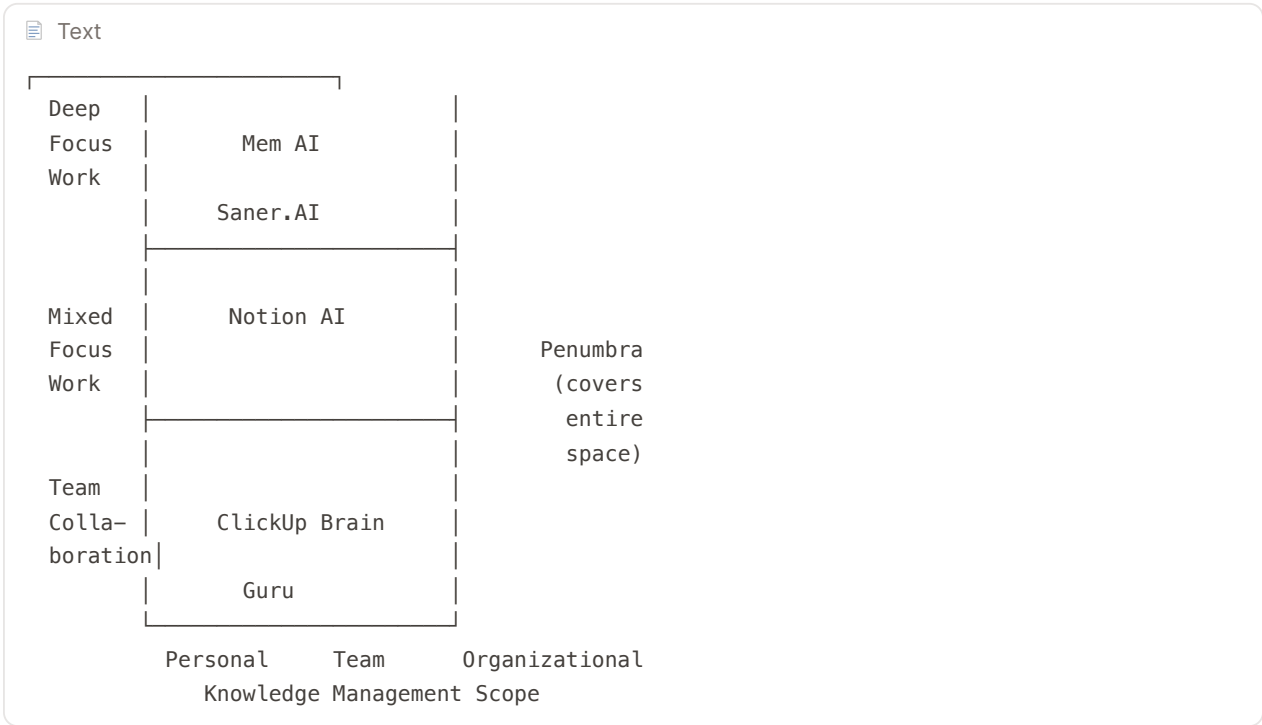 Text
Deep
Focus Mem AI
Work
Saner.AI
Mixed Notion AI
Focus Penumbra
Work (covers
entire
space)
Team
Colla- ClickUp Brain
boration
Guru
Personal Team Organizational
Knowledge Management Scope